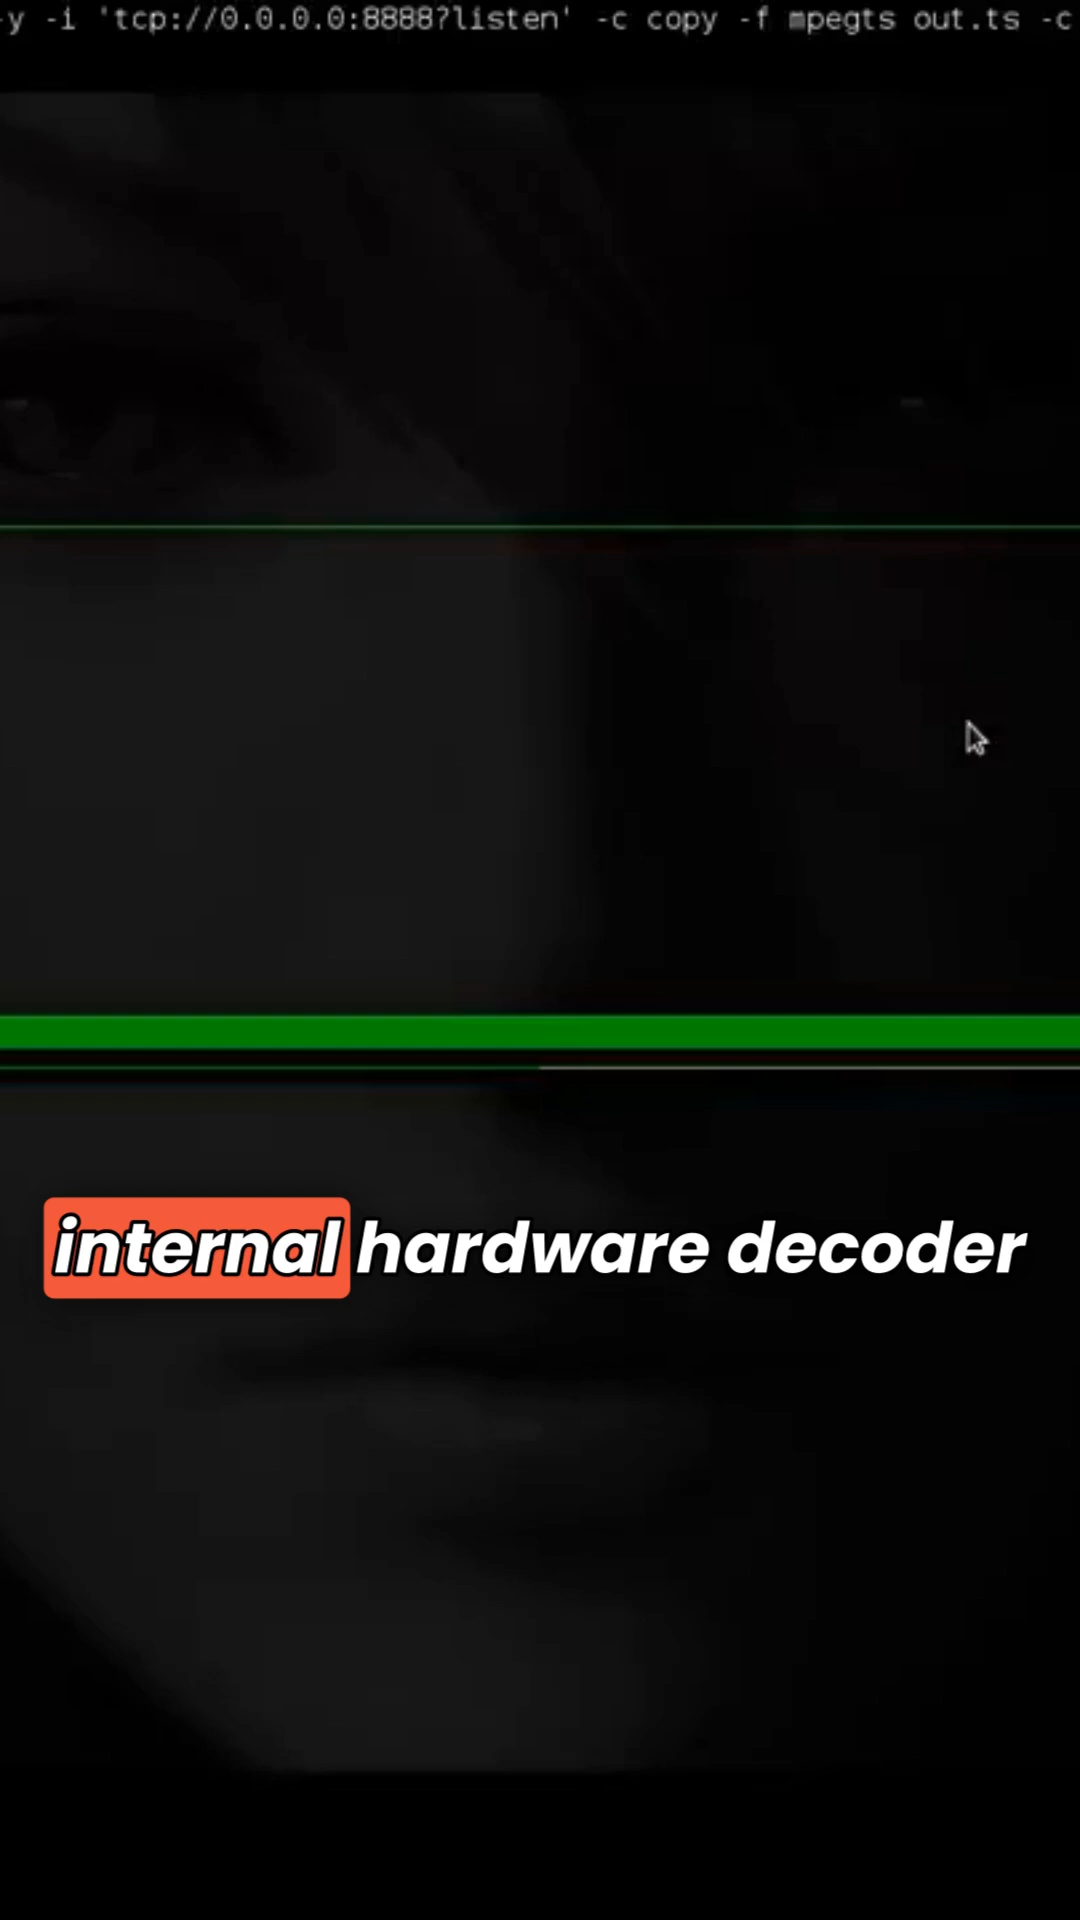 -y -i 'tcp://0.0.0.0:8888?listen' -c copy -f mpegts out.ts -c
internal hardware decoder